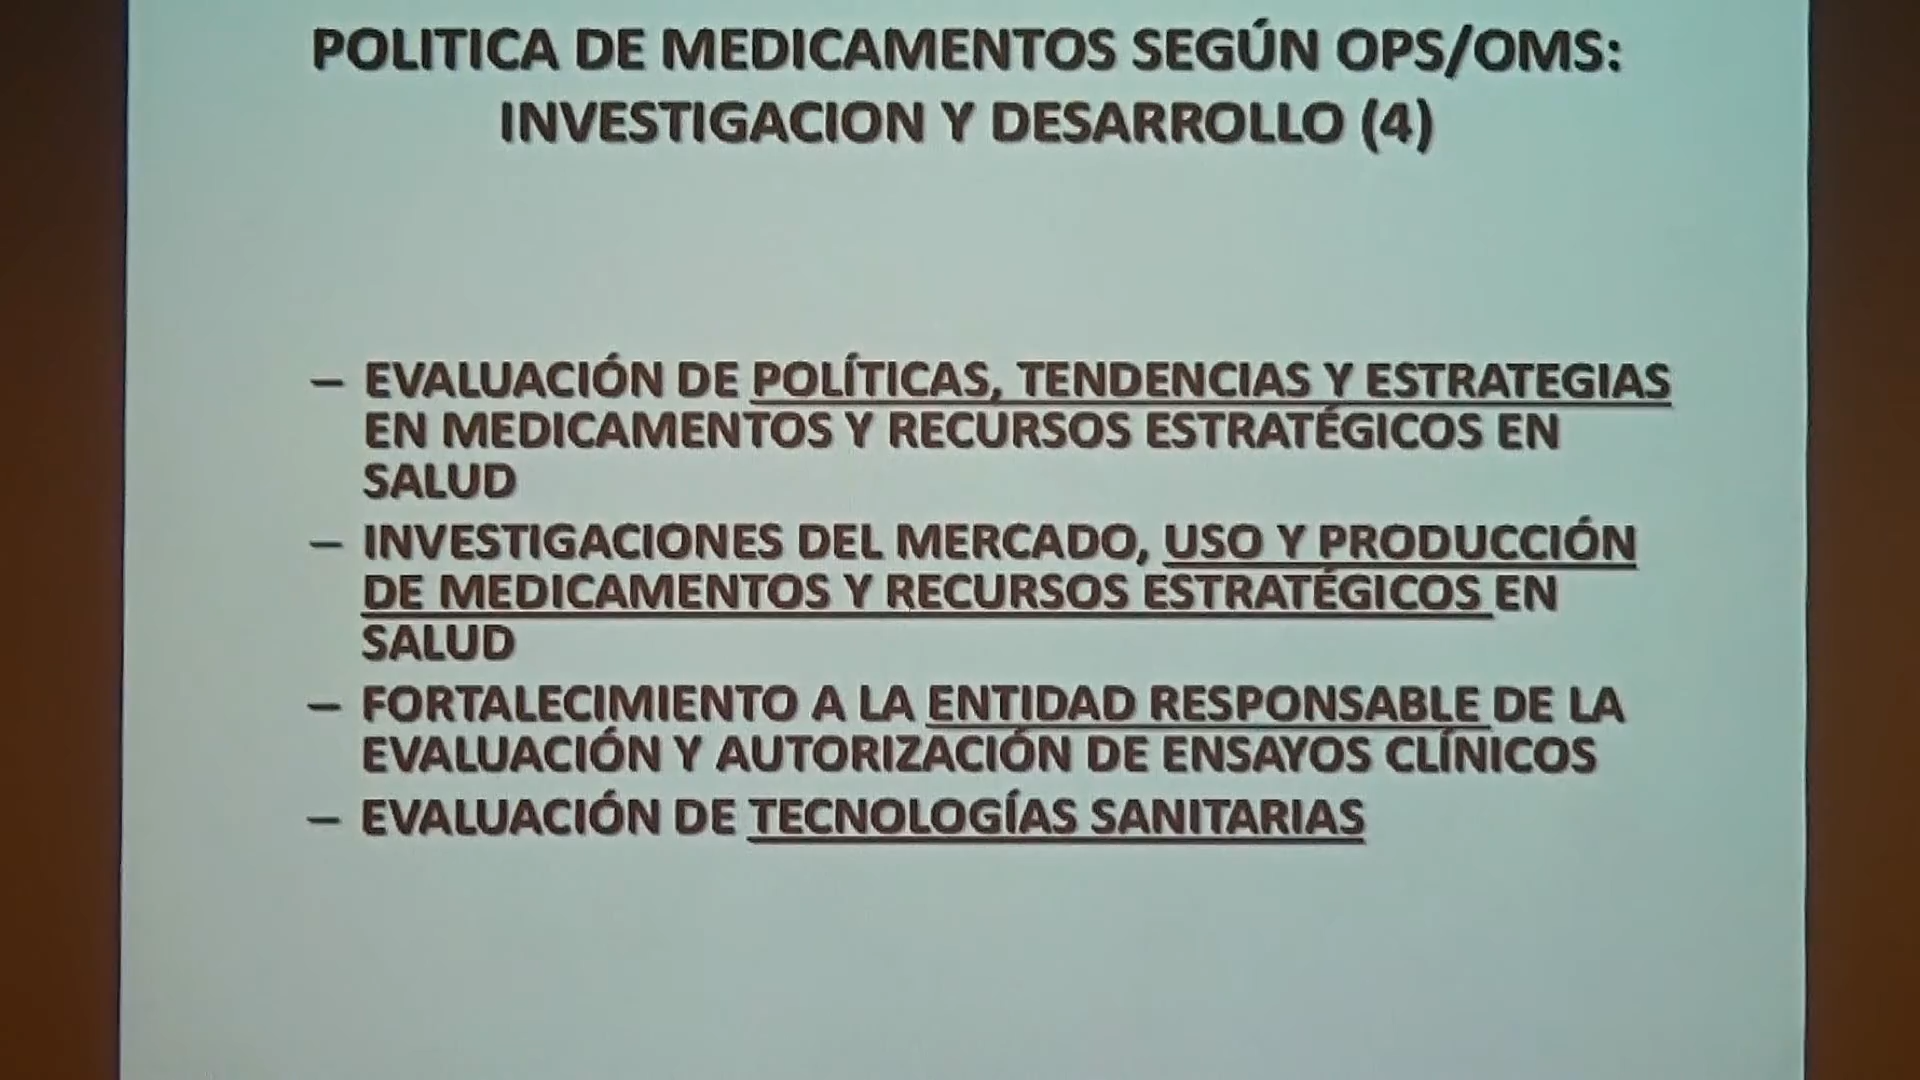 POLITICA DE MEDICAMENTOS SEGÚN OPS/OMS:
INVESTIGACION Y DESARROLLO (4)
– EVALUACIÓN DE POLÍTICAS, TENDENCIAS Y ESTRATEGIAS
EN MEDICAMENTOS Y RECURSOS ESTRATÉGICOS EN
SALUD
– INVESTIGACIONES DEL MERCADO, USO Y PRODUCCIÓN
DE MEDICAMENTOS Y RECURSOS ESTRATÉGICOS EN
SALUD
– FORTALECIMIENTO A LA ENTIDAD RESPONSABLE DE LA
EVALUACIÓN Y AUTORIZACIÓN DE ENSAYOS CLÍNICOS
– EVALUACIÓN DE TECNOLOGÍAS SANITARIAS